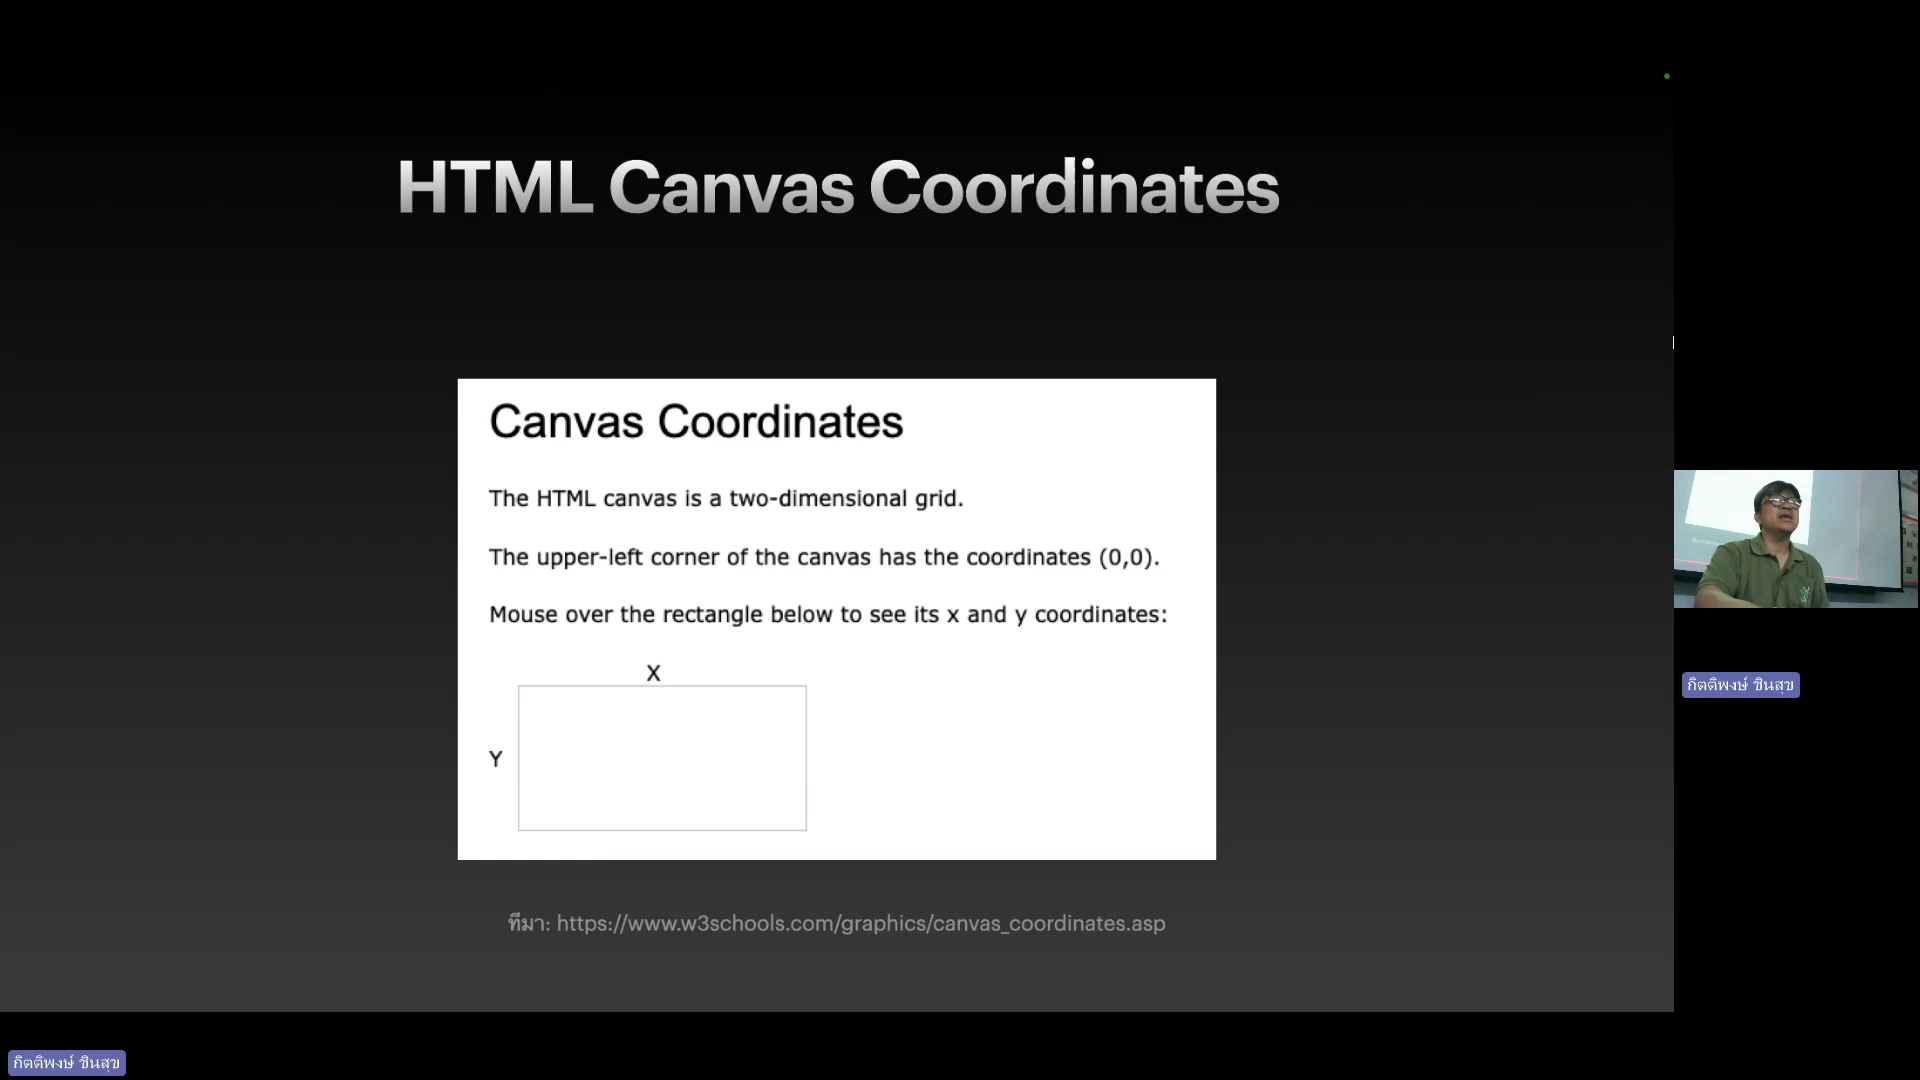 HTML Canvas Coordinates
Canvas Coordinates
The HTML canvas is a two-dimensional grid.
The upper-left corner of the canvas has the coordinates (0,0).
Mouse over the rectangle below to see its x and y coordinates:
X
Y
ที่มา: https://www.w3schools.com/graphics/canvas_coordinates.asp
กิตติพงษ์ ชินสุข
กิตติพงษ์ ชินสุข